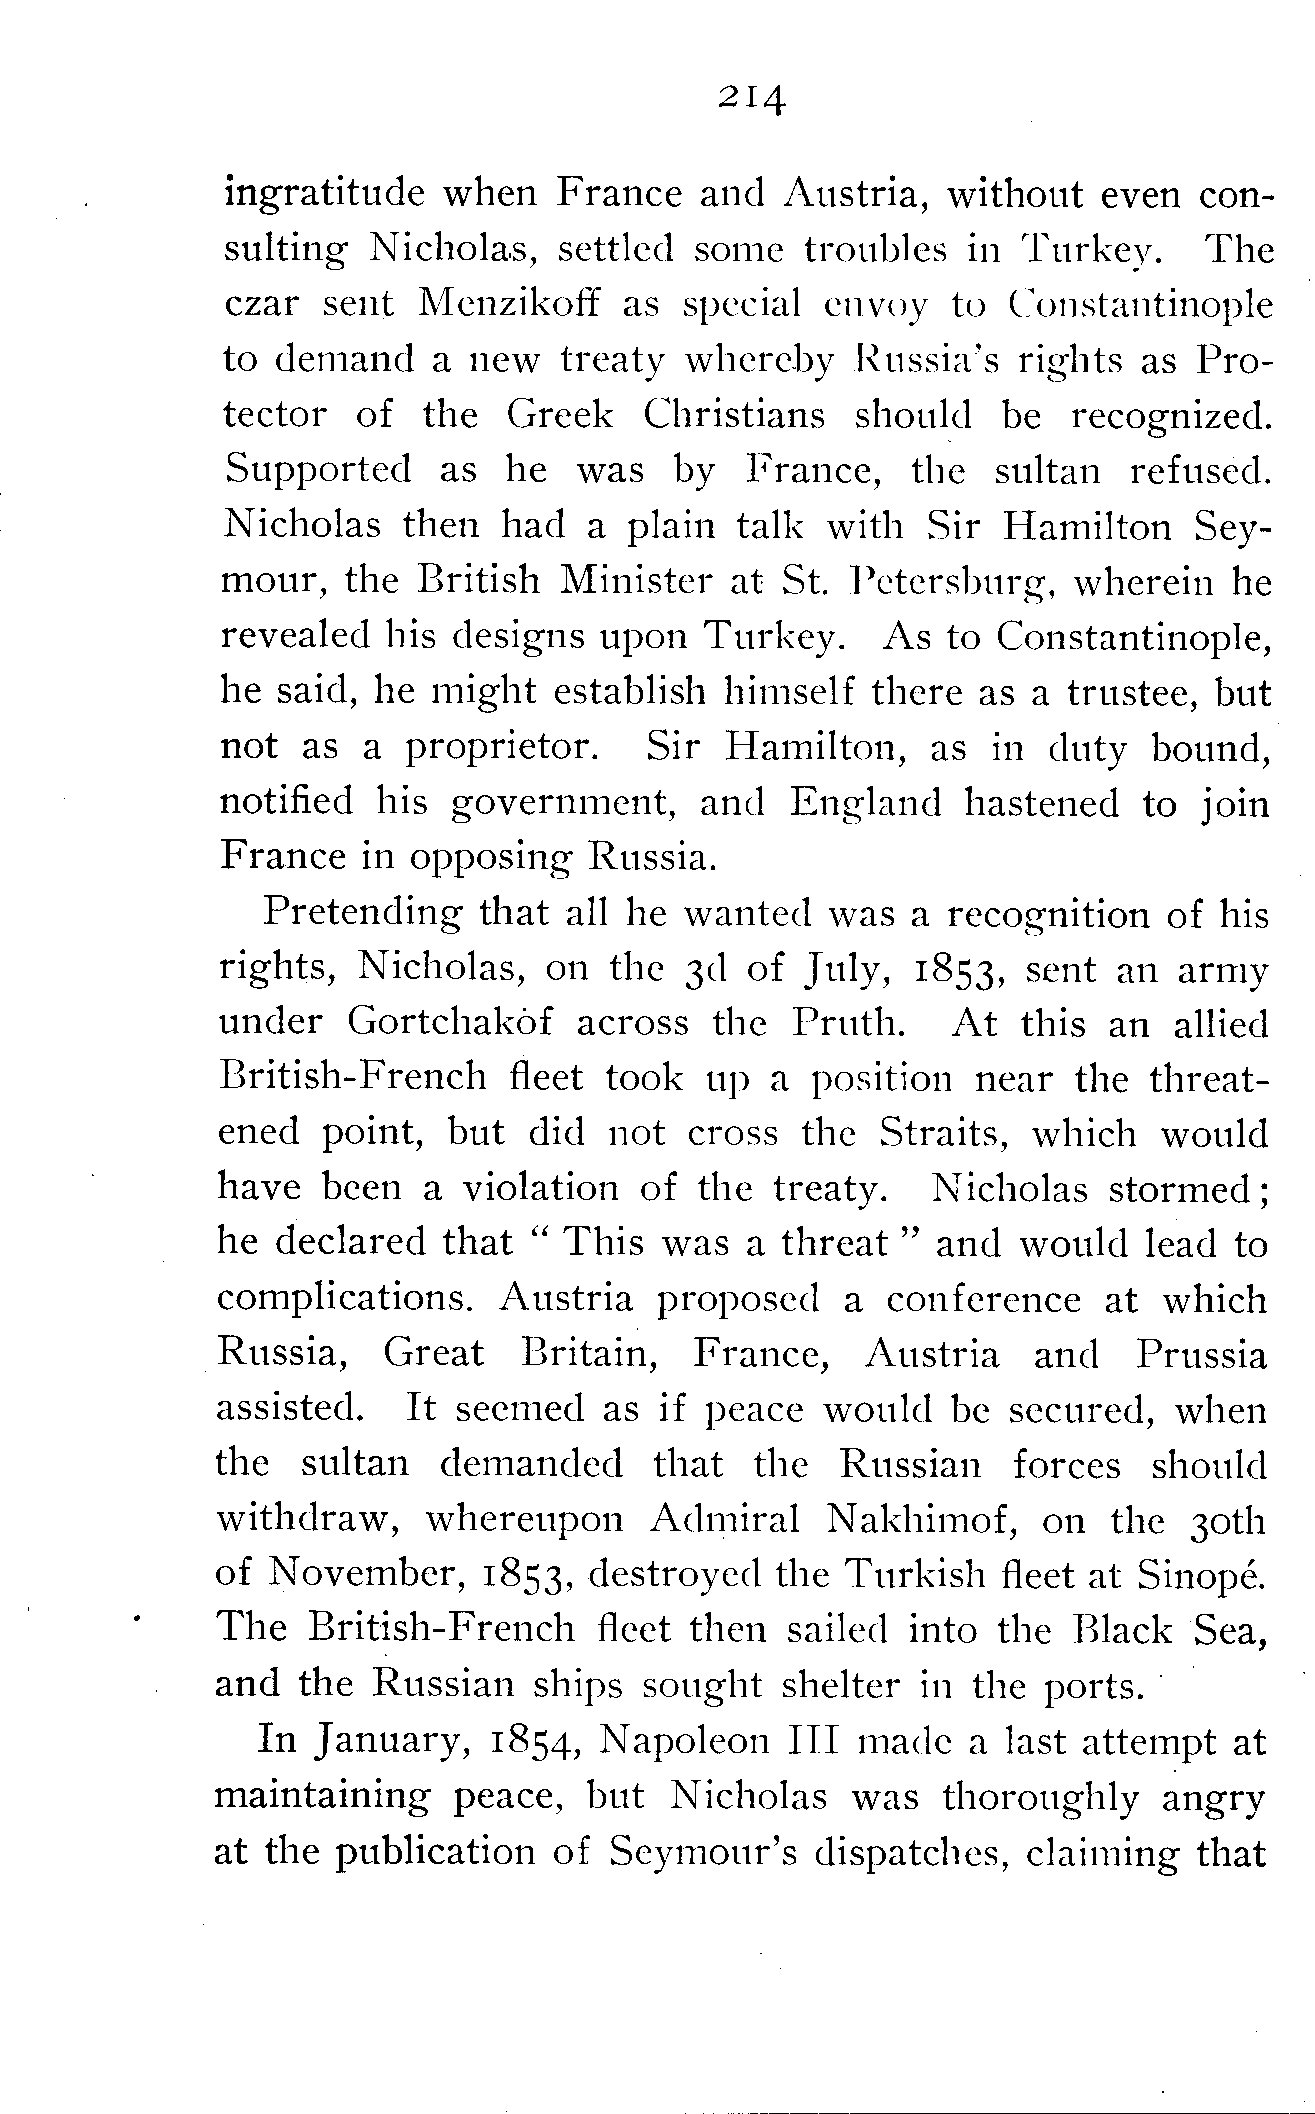 214
ingratitude when France and Austria, without even con-
sulting Nicholas, settled some troubles in Turkey. The
czar sent Menzikoff as special envoy to Constantinople
to demand a new treaty whereby Russia's rights as Pro-
tector of the Greek Christians should be recognized.
Supported as he was by France, the sultan refused.
Nicholas then had a plain talk with Sir Hamilton Sey-
mour, the British Minister at St. Petersburg, wherein he
revealed his designs upon Turkey. As to Constantinople,
he said, he might establish himself there as a trustee, but
not as a proprietor. Sir Hamilton, as in duty bound,
notified his government, and England hastened to join
France in opposing Russia.
Pretending that all he wanted was a recognition of his
rights, Nicholas, on the 3d of July, 1853, sent an army
under Gortchakof across the Pruth. At this an allied
British-French fleet took up a position near the threat-
ened point, but did not cross the Straits, which would
have been a violation of the treaty. Nicholas stormed;
he declared that " This was a threat " and would lead to
complications. Austria proposed a conference at which
Russia, Great Britain, France, Austria and Prussia
assisted. It seemed as if peace would be secured, when
the sultan demanded that the Russian forces should
withdraw, whereupon Admiral Nakhimof, on the 30th
of November, 1853, destroyed the Turkish fleet at Sinopé.
The British-French fleet then sailed into the Black Sea,
and the Russian ships sought shelter in the ports.
In January, 1854, Napoleon III made a last attempt at
maintaining peace, but Nicholas was thoroughly angry
at the publication of Seymour's dispatches, claiming that